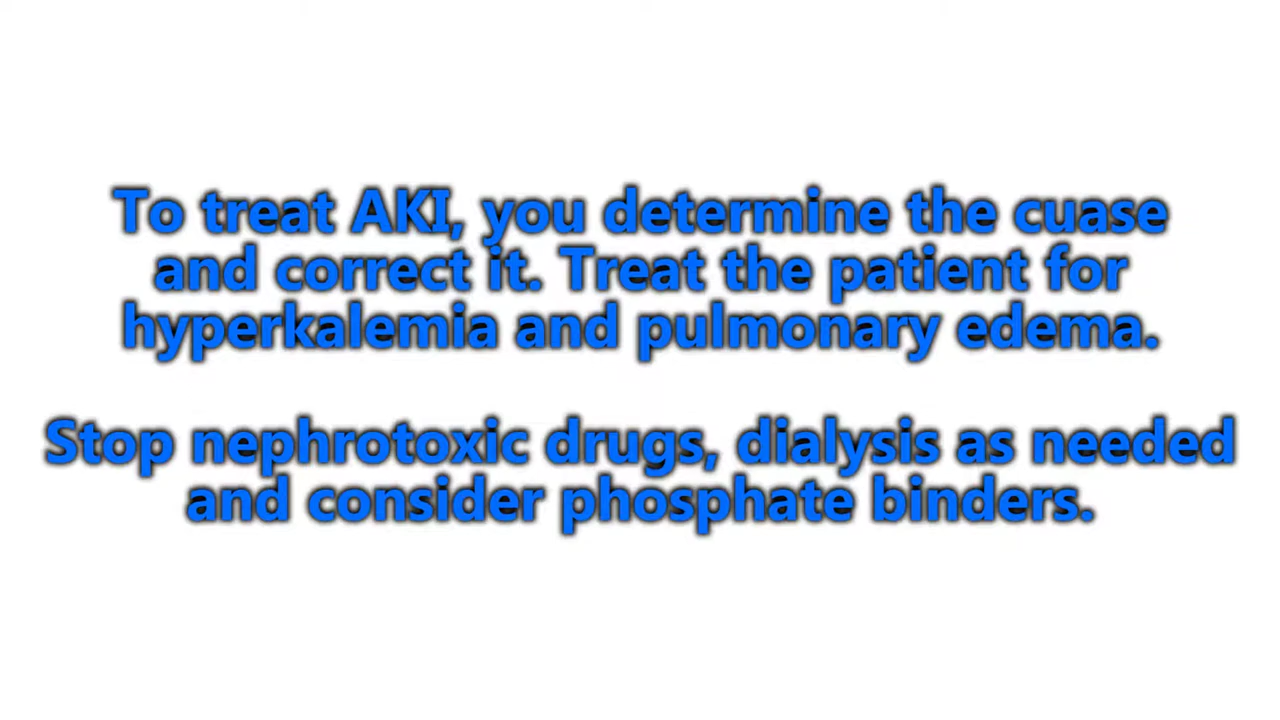 To treat AKI, you determine the cuase
and correct it. Treat the patient for
hyperkalemia and pulmonary edema.
Stop nephrotoxic drugs, dialysis as needed
and consider phosphate binders.